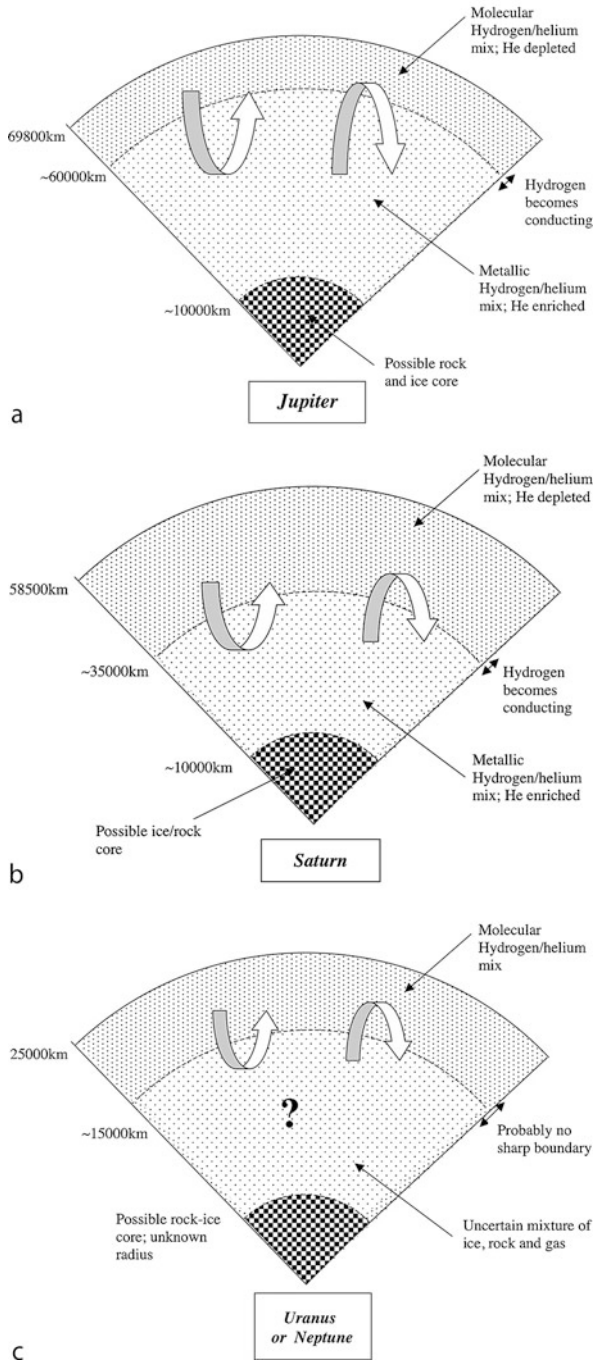 Molecular
Hydrogen/helium
mix; He depleted
69800km
~60000km
Hydrogen
becomes
conducting
Metallic
Hydrogen/helium
mix; He enriched
~10000km
Possible rock
and ice core
Jupiter
a
Molecular
Hydrogen/helium
mix; He depleted
58500km
~35000km
Hydrogen
becomes
conducting
~10000km
Metallic
Hydrogen/helium
mix; He enriched
Possible ice/rock
core
Saturn
b
Molecular
Hydrogen/helium
mix
25000km
~15000km
?
Probably no
sharp boundary
Possible rock-ice
core; unknown
radius
Uncertain mixture of
ice, rock and gas
Uranus
or Neptune
c